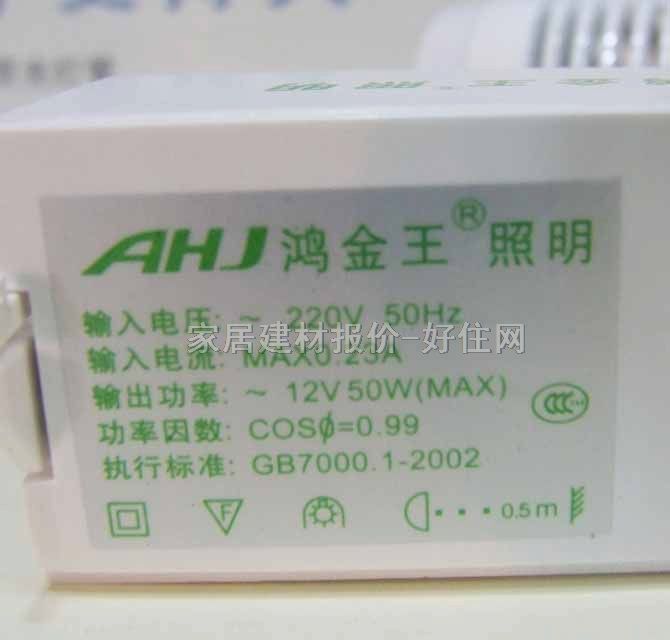 AHJ 鸿金王® 照明
输入电压: ~ 220V 50Hz
家居建材报价-好住网
输入电流: MAX0.25A
输出功率: ~ 12V 50W(MAX)
功率因数: COSφ=0.99
CCC
执行标准: GB7000.1-2002
F
0.5m